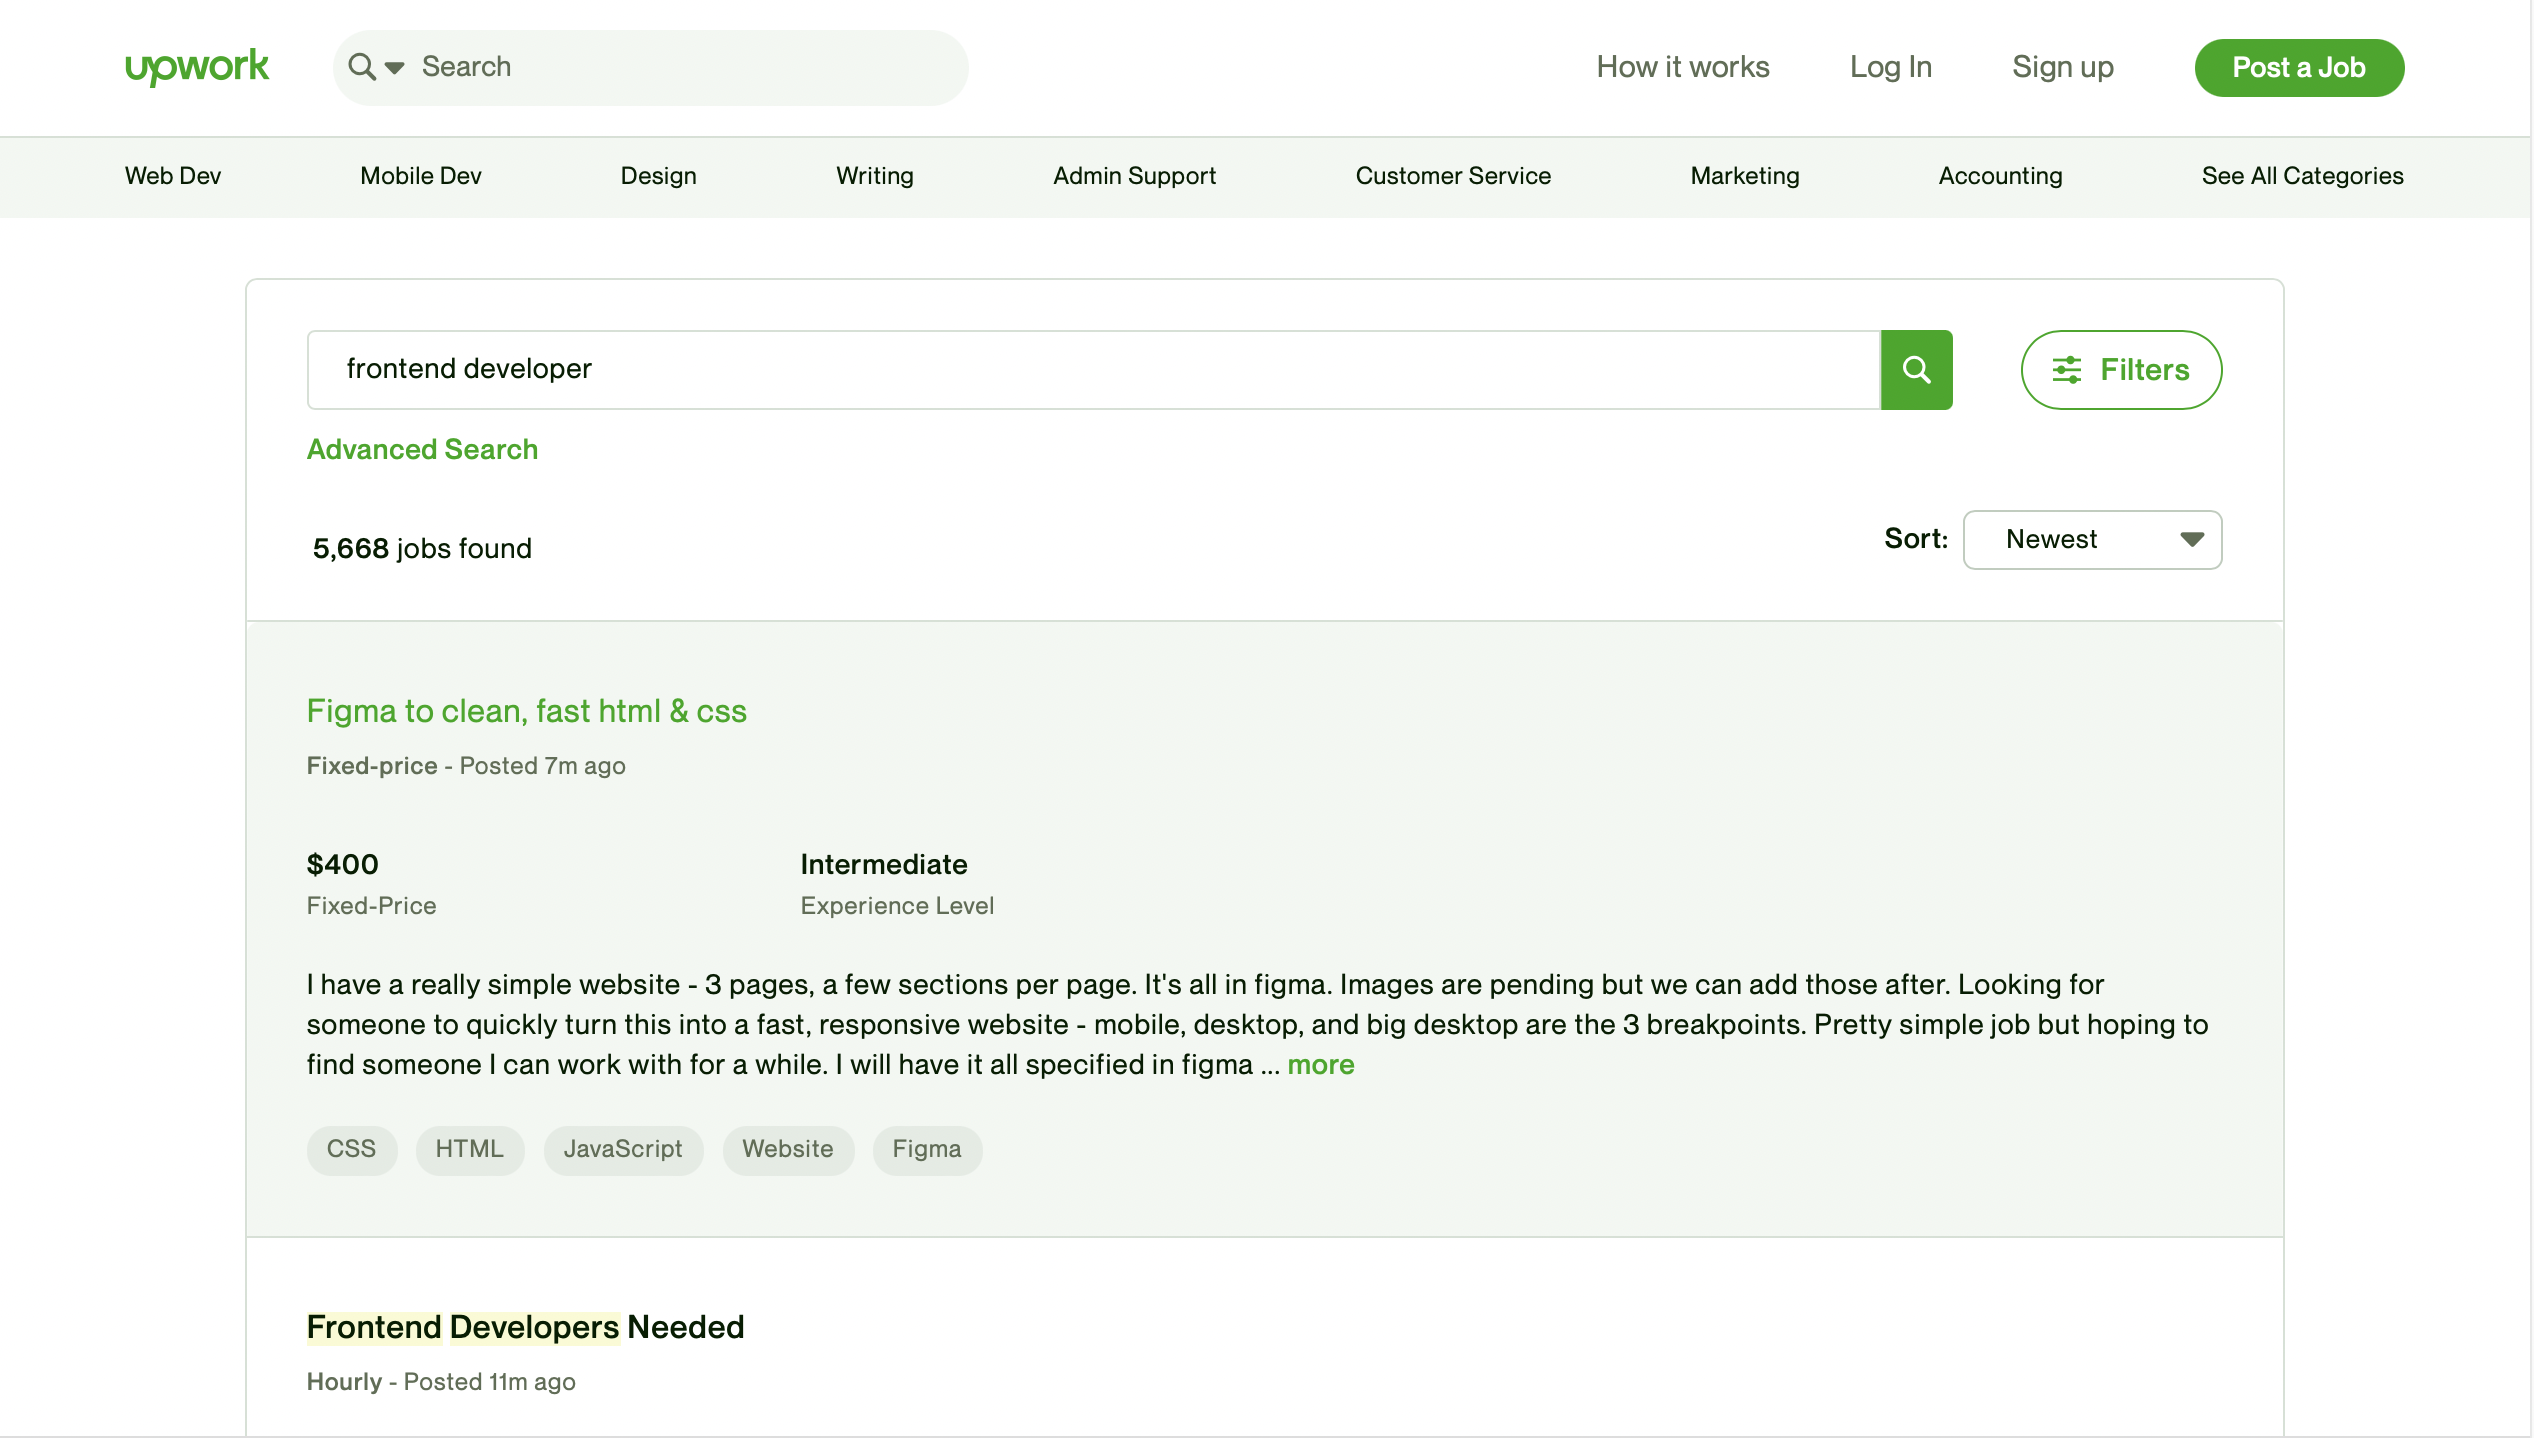 upwork
Search
How it works
Log In
Sign up
Post a Job
Web Dev
Mobile Dev
Design
Writing
Admin Support
Customer Service
Marketing
Accounting
See All Categories
frontend developer
Filters
Advanced Search
5,668 jobs found
Sort:
Newest
Figma to clean, fast html & css
Fixed-price - Posted 7m ago
$400
Fixed-Price
Intermediate
Experience Level
I have a really simple website - 3 pages, a few sections per page. It's all in figma. Images are pending but we can add those after. Looking for
someone to quickly turn this into a fast, responsive website - mobile, desktop, and big desktop are the 3 breakpoints. Pretty simple job but hoping to
find someone I can work with for a while. I will have it all specified in figma ... more
CSS
HTML
JavaScript
Website
Figma
Frontend Developers Needed
Hourly - Posted 11m ago